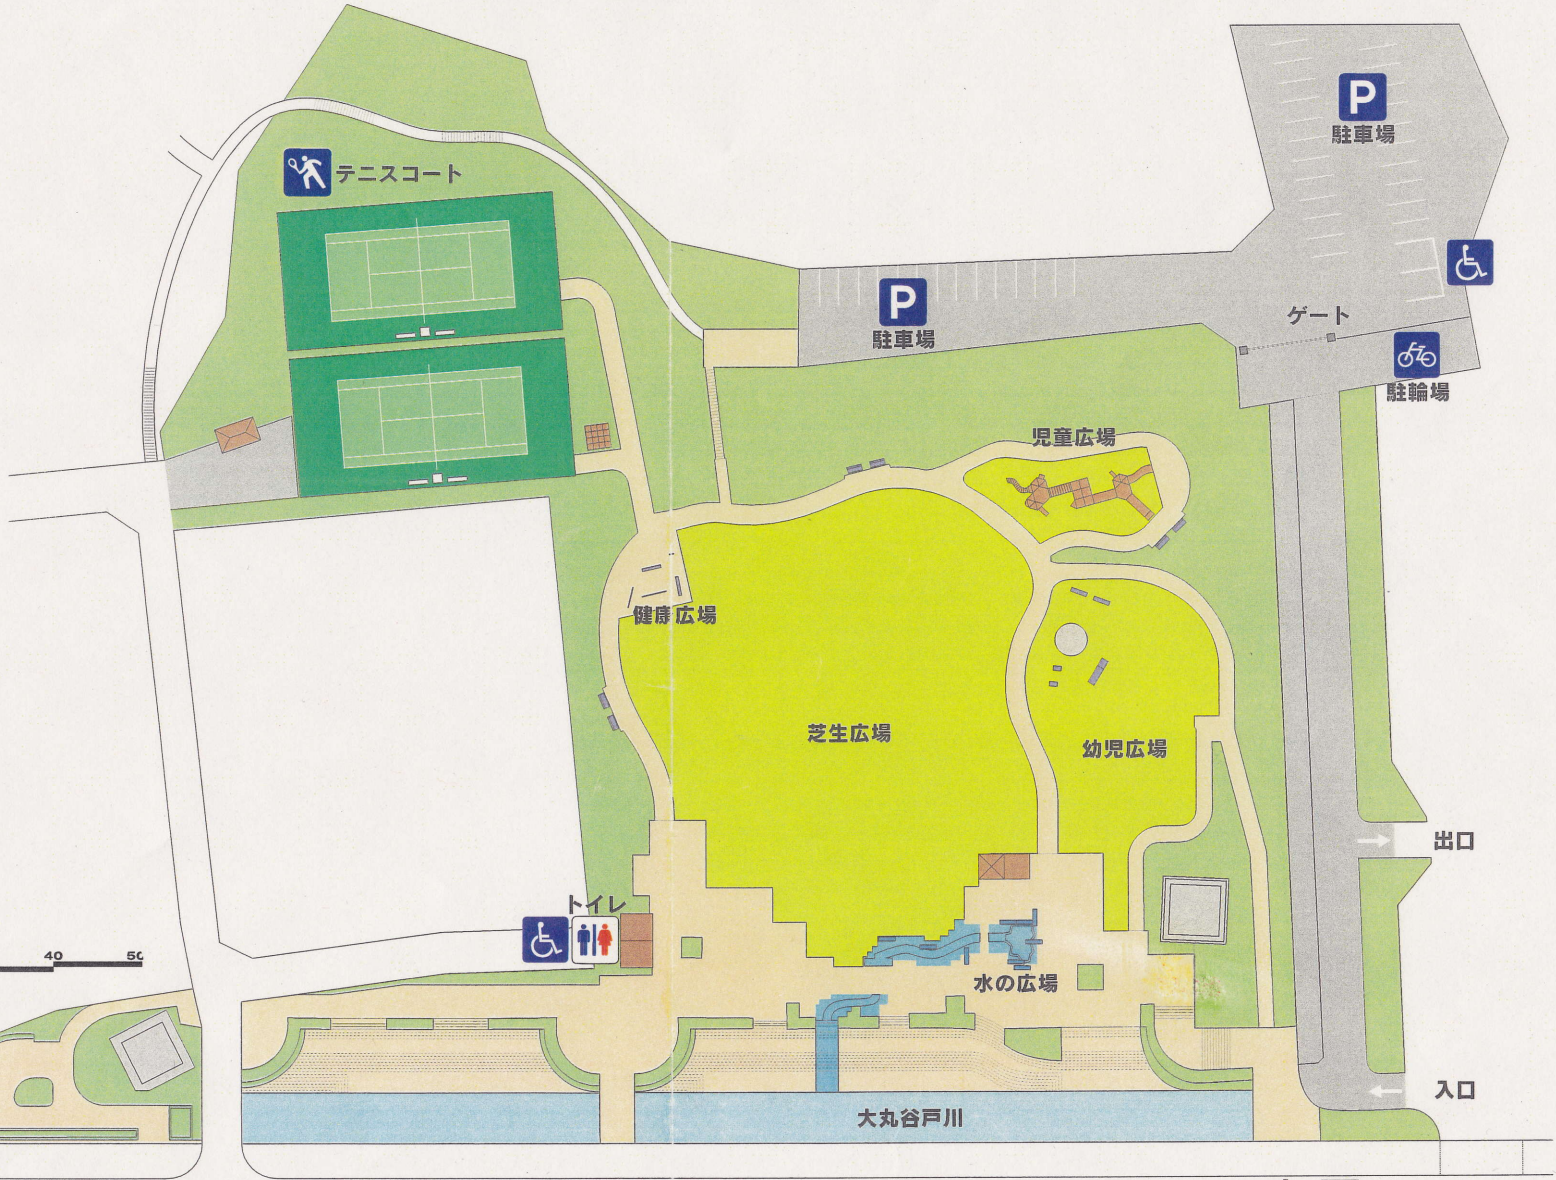 P
駐車場
テニスコート
P
駐車場
ゲート
駐輪場
児童広場
健康広場
芝生広場
幼児広場
出口
トイレ
40 50
水の広場
入口
大丸谷戸川